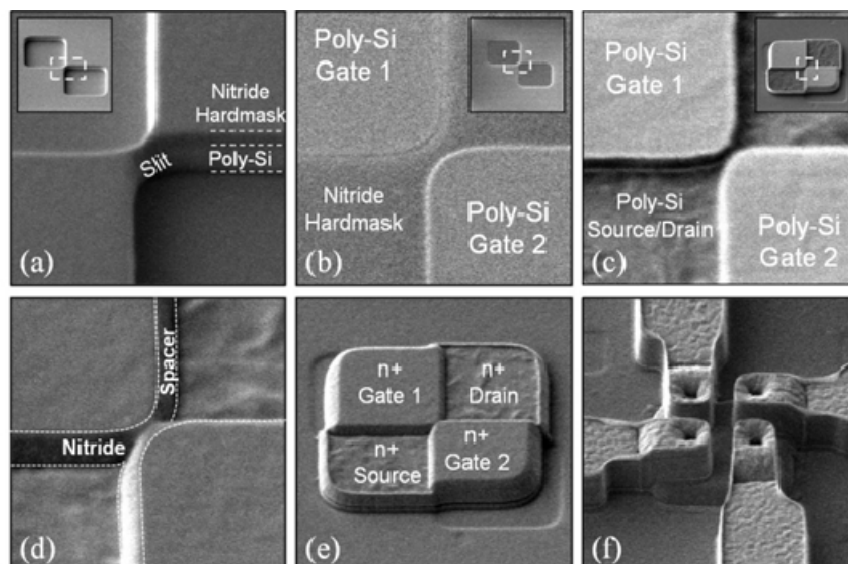 Nitride
Hardmask
Slit
Poly-Si
(a)
Poly-Si
Gate 1
Nitride
Hardmask
Poly-Si
Gate 2
(b)
Poly-Si
Gate 1
Poly-Si
Source/Drain
Poly-Si
Gate 2
(c)
Spacer
Nitride
(d)
n+
Gate 1
n+
Drain
n+
Source
n+
Gate 2
(e)
(f)